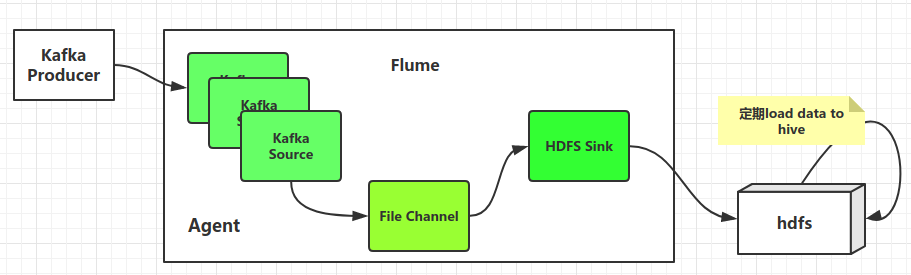 Kafka
Producer
Flume
Kafka
Kafka
S
Kafka
Source
HDFS Sink
File Channel
Agent
定期load data to
hive
hdfs